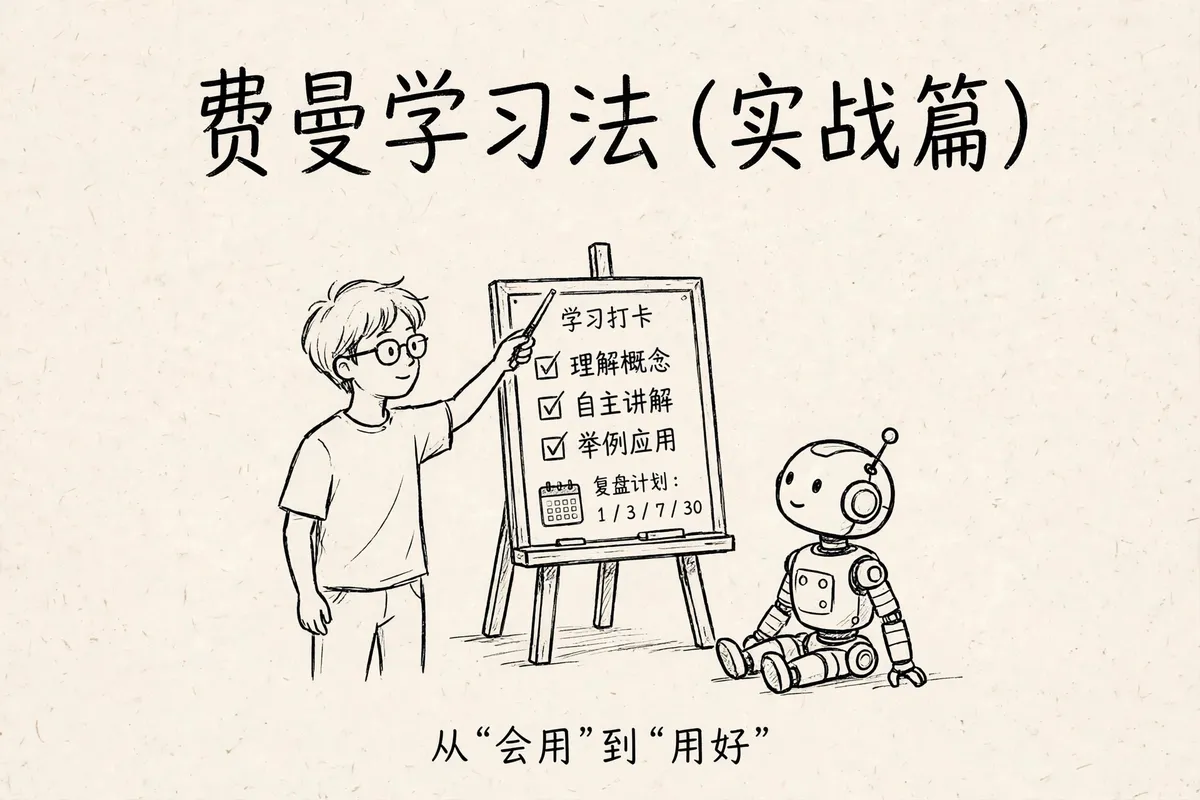 费曼学习法(实战篇)
学习打卡
理解概念
自主讲解
举例应用
复盘计划:
1/3/7/30
从“会用”到“用好”